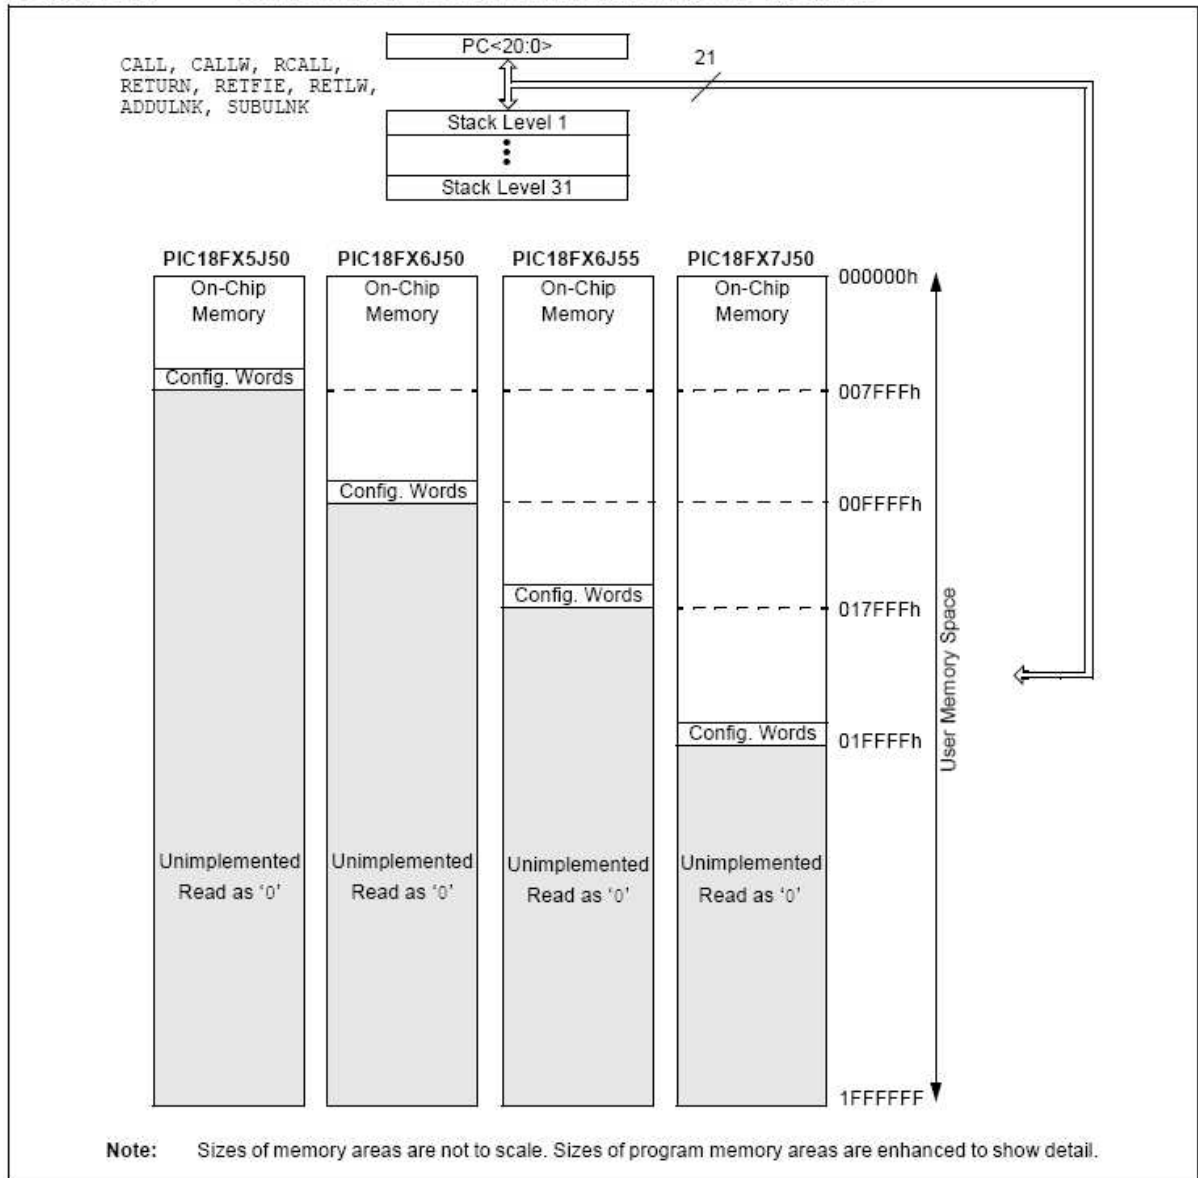 PC<20:0>
21
CALL, CALLW, RCALL,
RETURN, RETFIE, RETLW,
ADDULNK, SUBULNK
Stack Level 1
Stack Level 31
PIC18FX5J50 PIC18FX6J50 PIC18FX6J55 PIC18FX7J50
On-Chip On-Chip On-Chip On-Chip 000000h
Memory Memory Memory Memory
Config. Words
007FFFh
Config. Words
00FFFFh
Config. Words
017FFFh
User Memory Space
Config. Words
01FFFFh
Unimplemented Unimplemented Unimplemented Unimplemented
Read as ‘0’ Read as ‘0’ Read as ‘0’ Read as ‘0’
1FFFFFF
Note: Sizes of memory areas are not to scale. Sizes of program memory areas are enhanced to show detail.